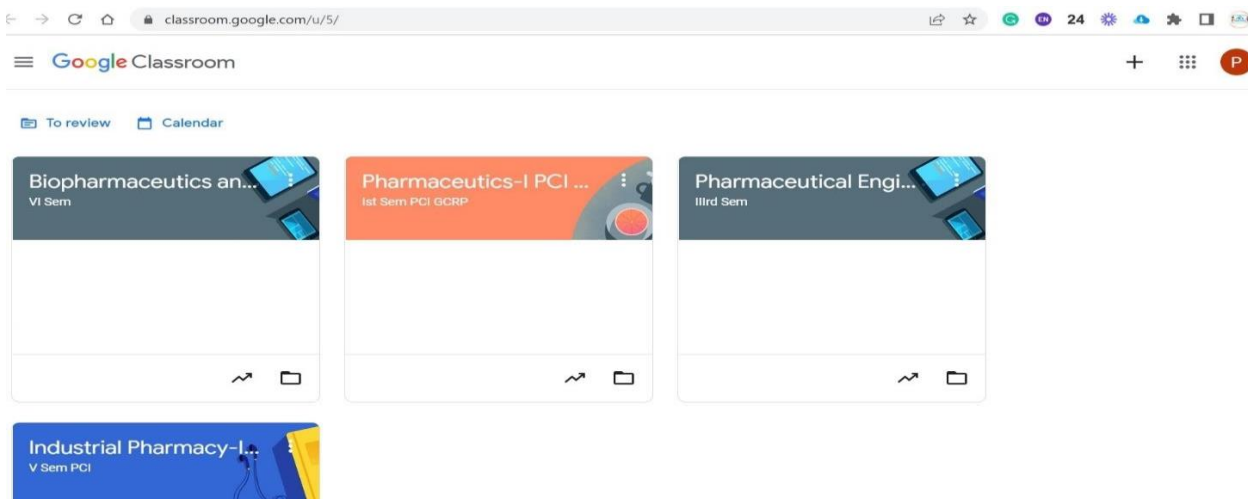 classroom.google.com/u/5/
EN 24
Google Classroom
P
To review Calendar
Biopharmaceutics an...
VI Sem
Pharmaceutics-I PCI ...
Ist Sem PCI GCRP
Pharmaceutical Engi...
IIIrd Sem
Industrial Pharmacy-I...
V Sem PCI